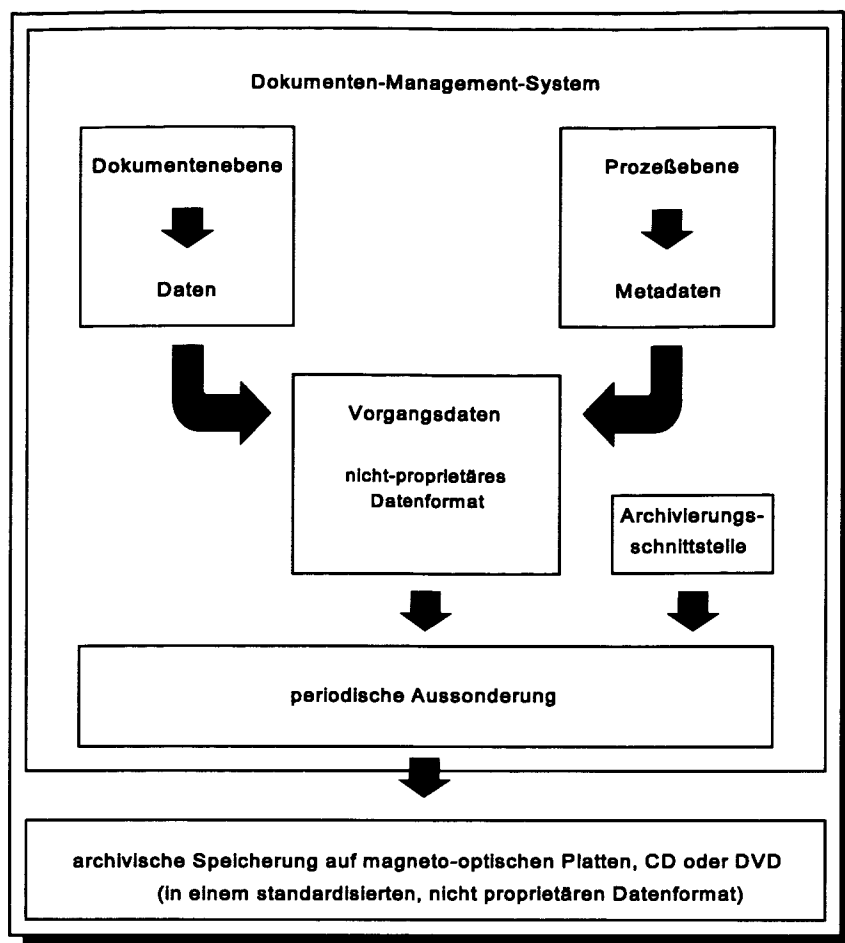 Dokumenten-Management-System
Dokumentenebene
Daten
Prozeßebene
Metadaten
Vorgangsdaten
nicht-proprietäres
Datenformat
Archivierungs-
schnittstelle
periodische Aussonderung
archivische Speicherung auf magneto-optischen Platten, CD oder DVD
(in einem standardisierten, nicht proprietären Datenformat)